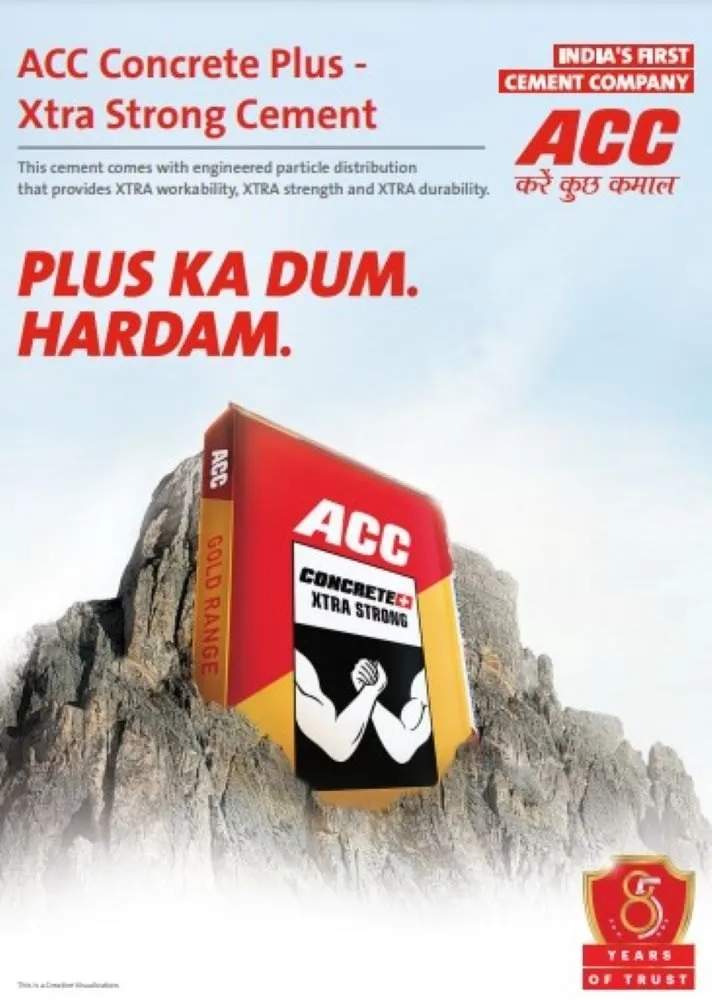 ACC Concrete Plus -
Xtra Strong Cement
This cement comes with engineered particle distribution
that provides XTRA workability, XTRA strength and XTRA durability.
INDIA'S FIRST
CEMENT COMPANY
ACC
करें कुछ कमाल
PLUS KA DUM.
HARDAM.
ACC
GOLD RANGE
ACC
CONCRETE+
XTRA STRONG
85
YEARS
OF TRUST
This is a Creative Visualisation.